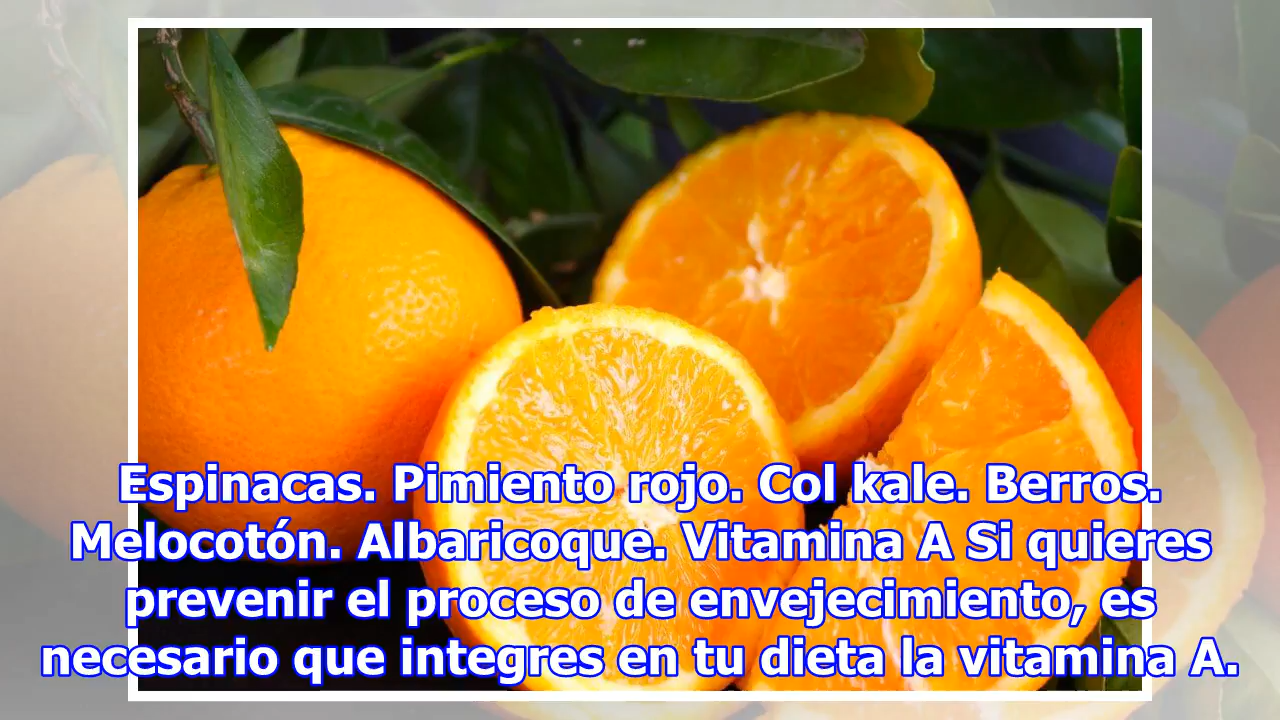 Espinacas. Pimiento rojo. Col kale. Berros.
Melocotón. Albaricoque. Vitamina A Si quieres
prevenir el proceso de envejecimiento, es
necesario que integres en tu dieta la vitamina A.